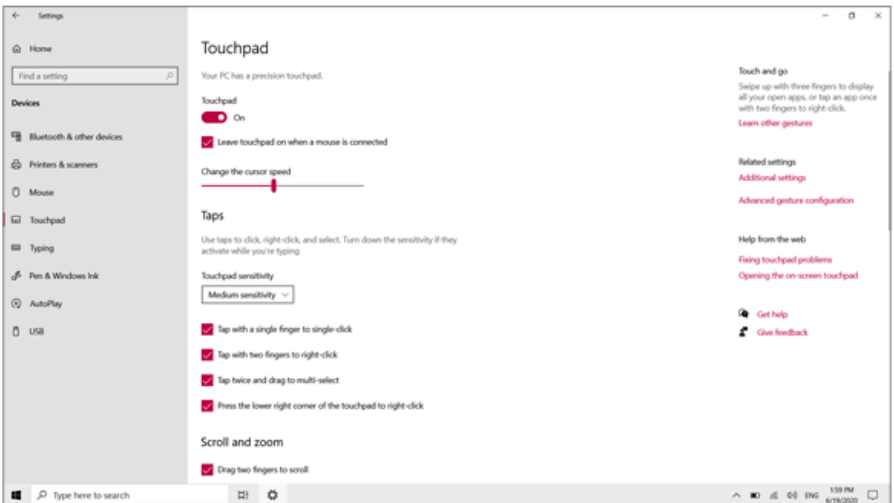 Settings
Home
Find a setting
Devices
Bluetooth & other devices
Printers & scanners
Mouse
Touchpad
Typing
Pen & Windows Ink
AutoPlay
USB
Touchpad
Your PC has a precision touchpad.
Touchpad
On
Leave touchpad on when a mouse is connected
Change the cursor speed
Taps
Use taps to click, right-click, and select. Turn down the sensitivity if they
activate while you're typing
Touchpad sensitivity
Medium sensitivity
Tap with a single finger to single-click
Tap with two fingers to right-click
Tap twice and drag to multi-select
Press the lower right corner of the touchpad to right-click
Scroll and zoom
Drag two fingers to scroll
Touch and go
Swipe up with three fingers to display
all your open apps, or tap an app once
with two fingers to right-click.
Learn other gestures
Related settings
Additional settings
Advanced gesture configuration
Help from the web
Fixing touchpad problems
Opening the on-screen touchpad
Get help
Give feedback
Type here to search
ENG
1:59 PM
6/19/2020